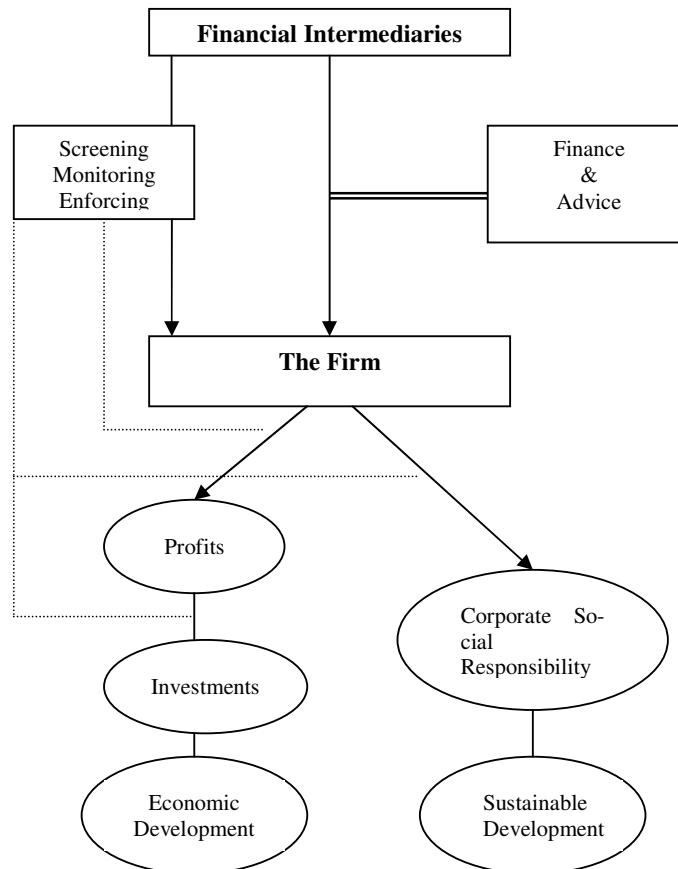 Financial Intermediaries
Screening
Monitoring
Enforcing
Finance
&
Advice
The Firm
Profits
Corporate So-
cial
Responsibility
Investments
Economic
Development
Sustainable
Development